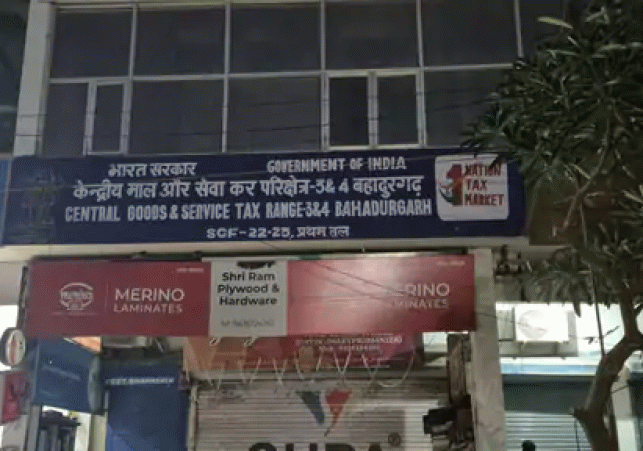 भारत सरकार GOVERNMENT OF INDIA
केन्द्रीय माल और सेवा कर परिक्षेत्र-3& 4 बहादुरगढ़
CENTRAL GOODS & SERVICE TAX RANGE-3&4 BAHADURGARH
SCF-22-25, प्रथम तल
1 NATION
TAX
MARKET
MERINO
LAMINATES
Shri Ram
Plywood &
Hardware
MERINO
LAMINATES